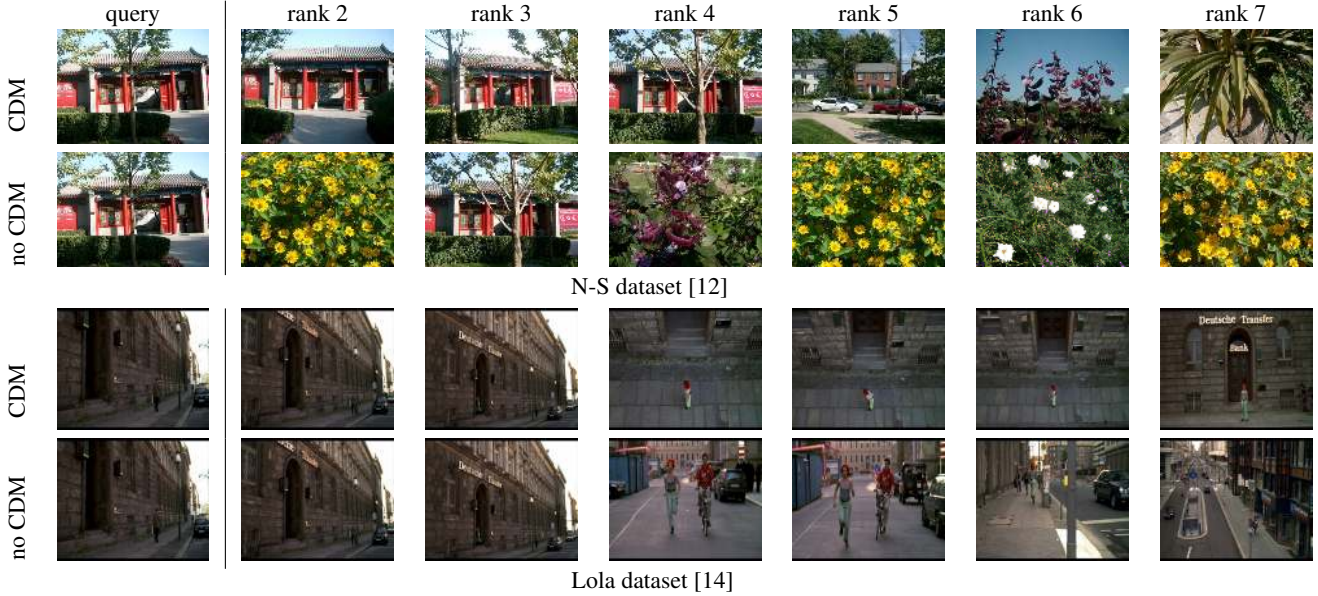 query rank 2 rank 3 rank 4 rank 5 rank 6 rank 7
CDM
no CDM
N-S dataset [12]
CDM
Deutsche Transfer
Bank
no CDM
Lola dataset [14]